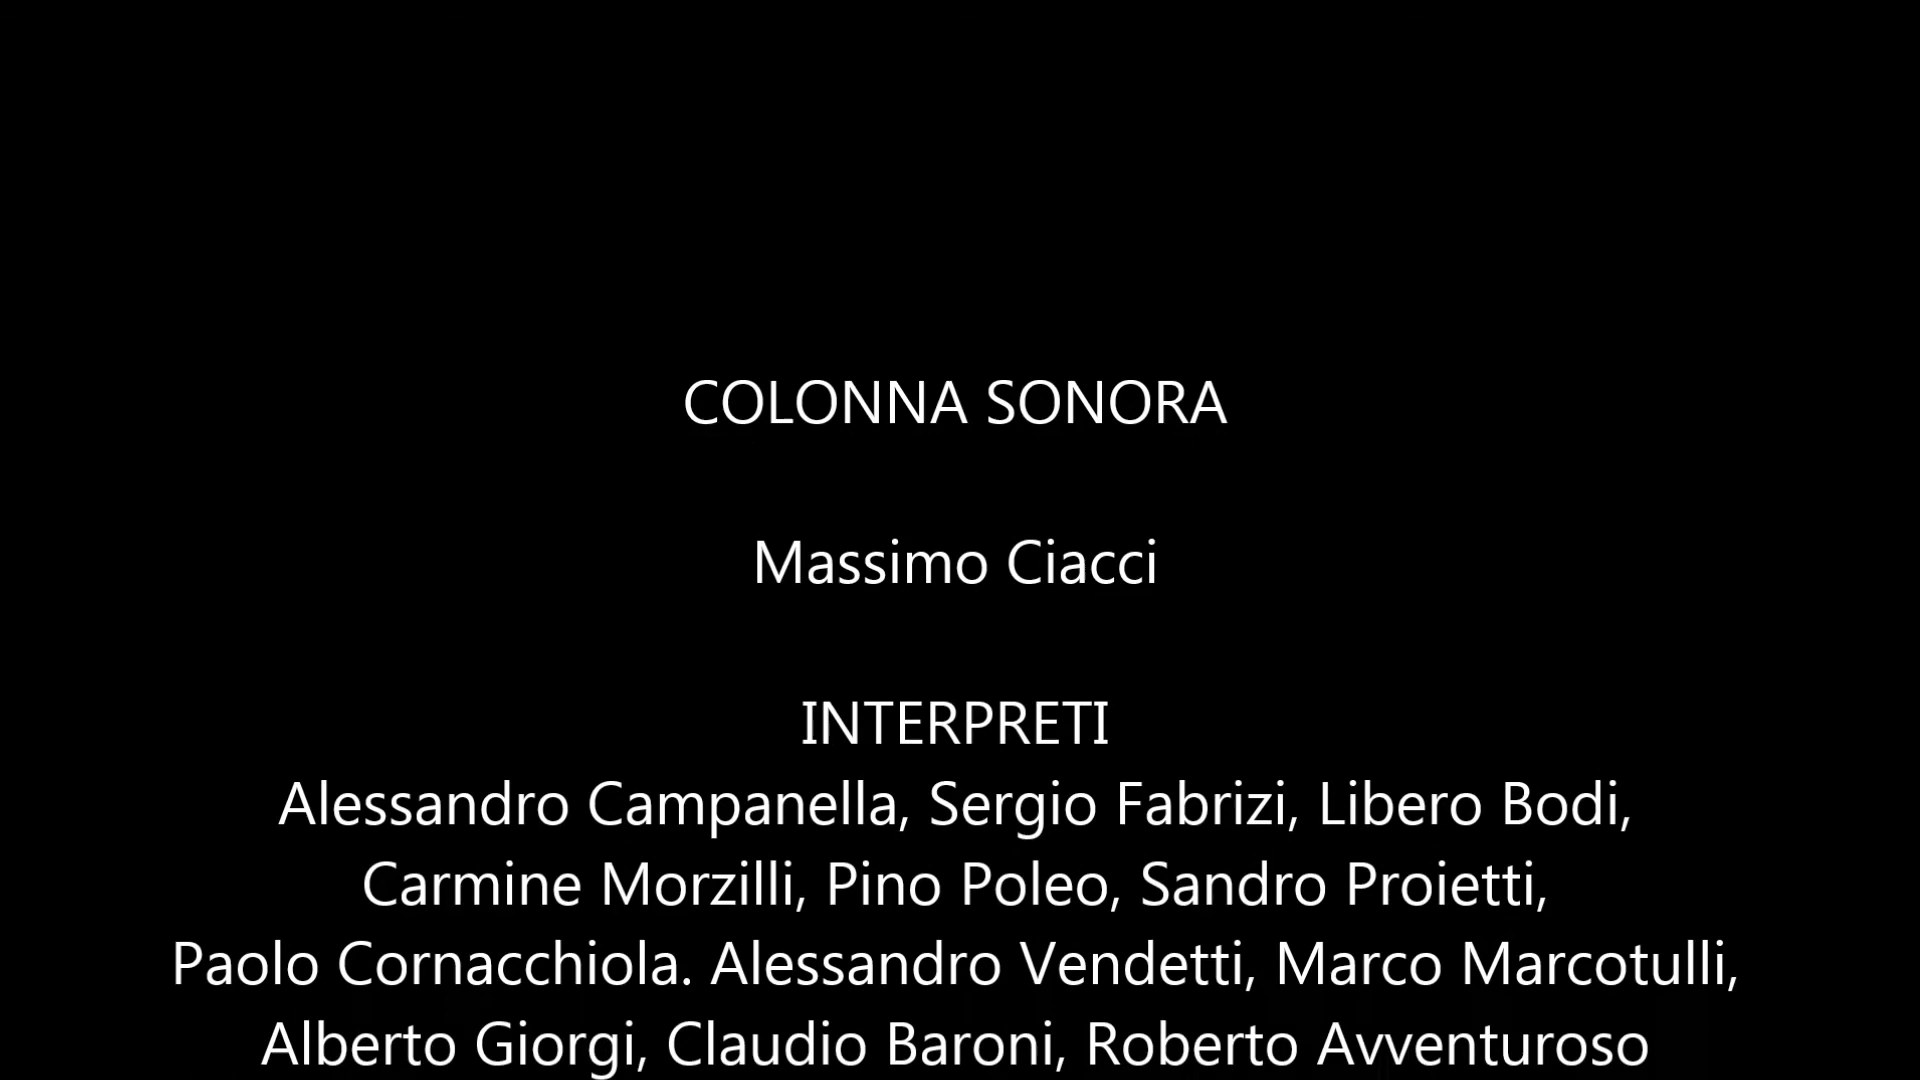 COLONNA SONORA
Massimo Ciacci
INTERPRETI
Alessandro Campanella, Sergio Fabrizi, Libero Bodi,
Carmine Morzilli, Pino Poleo, Sandro Proietti,
Paolo Cornacchiola. Alessandro Vendetti, Marco Marcotulli,
Alberto Giorgi, Claudio Baroni, Roberto Avventuroso